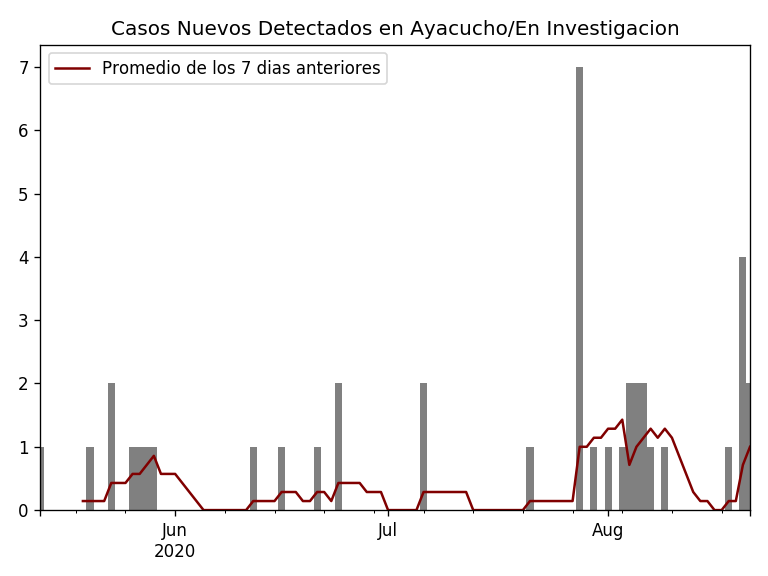 Casos Nuevos Detectados en Ayacucho/En Investigacion
Promedio de los 7 dias anteriores
7
6
5
4
3
2
1
0
Jun
2020
Jul
Aug